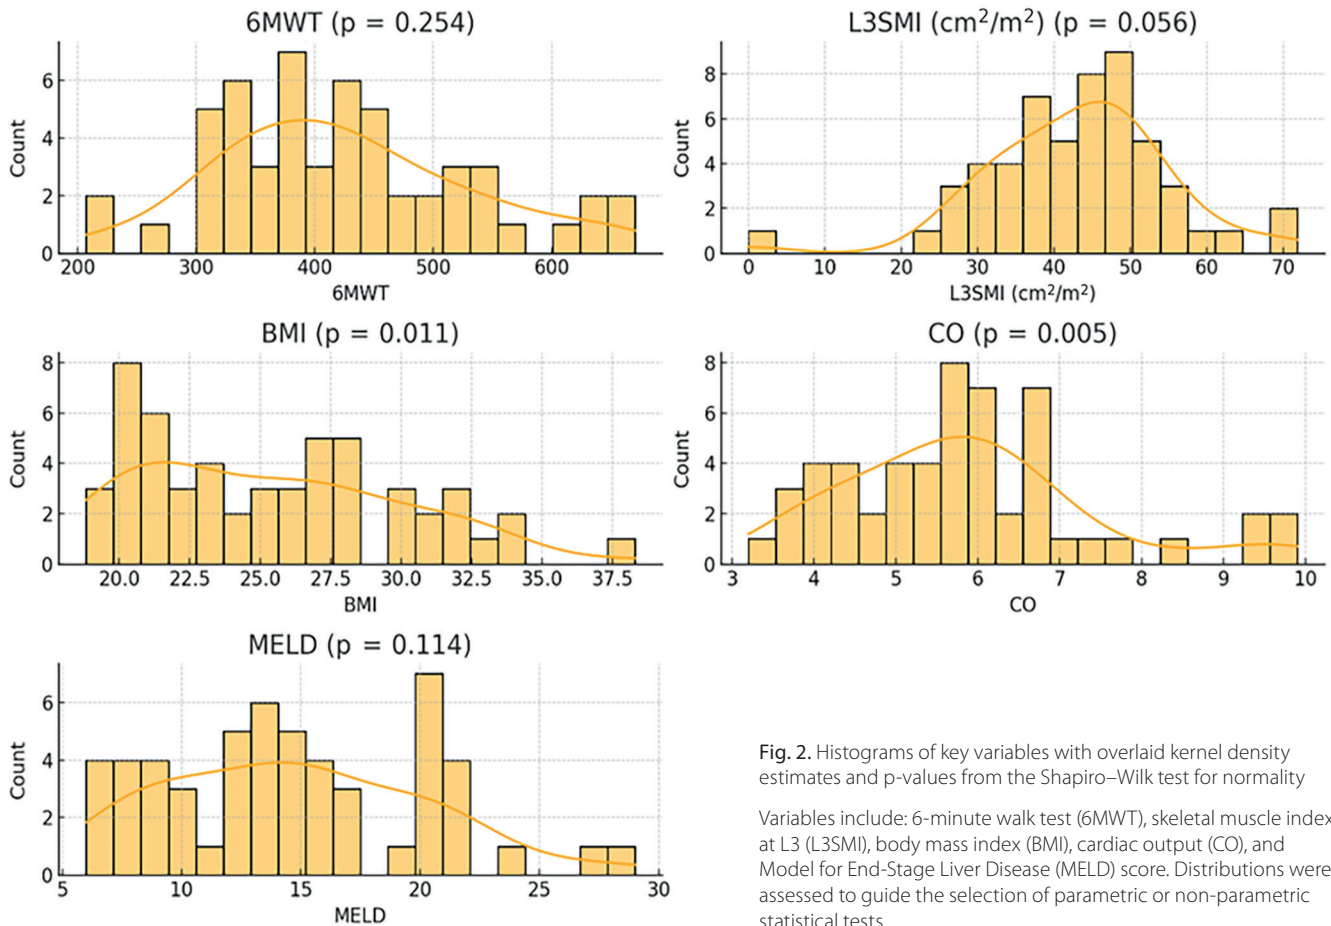 6MWT (p = 0.254)
Count
6
4
2
0
200 300 400 500 600
6MWT
L3SMI (cm²/m²) (p = 0.056)
Count
8
6
4
2
0
0 10 20 30 40 50 60 70
L3SMI (cm²/m²)
BMI (p = 0.011)
Count
8
6
4
2
0
20.0 22.5 25.0 27.5 30.0 32.5 35.0 37.5
BMI
CO (p = 0.005)
Count
8
6
4
2
0
3 4 5 6 7 8 9 10
CO
MELD (p = 0.114)
Count
6
4
2
0
5 10 15 20 25 30
MELD
Fig. 2. Histograms of key variables with overlaid kernel density
estimates and p-values from the Shapiro–Wilk test for normality
Variables include: 6-minute walk test (6MWT), skeletal muscle index
at L3 (L3SMI), body mass index (BMI), cardiac output (CO), and
Model for End-Stage Liver Disease (MELD) score. Distributions were
assessed to guide the selection of parametric or non-parametric
statistical tests